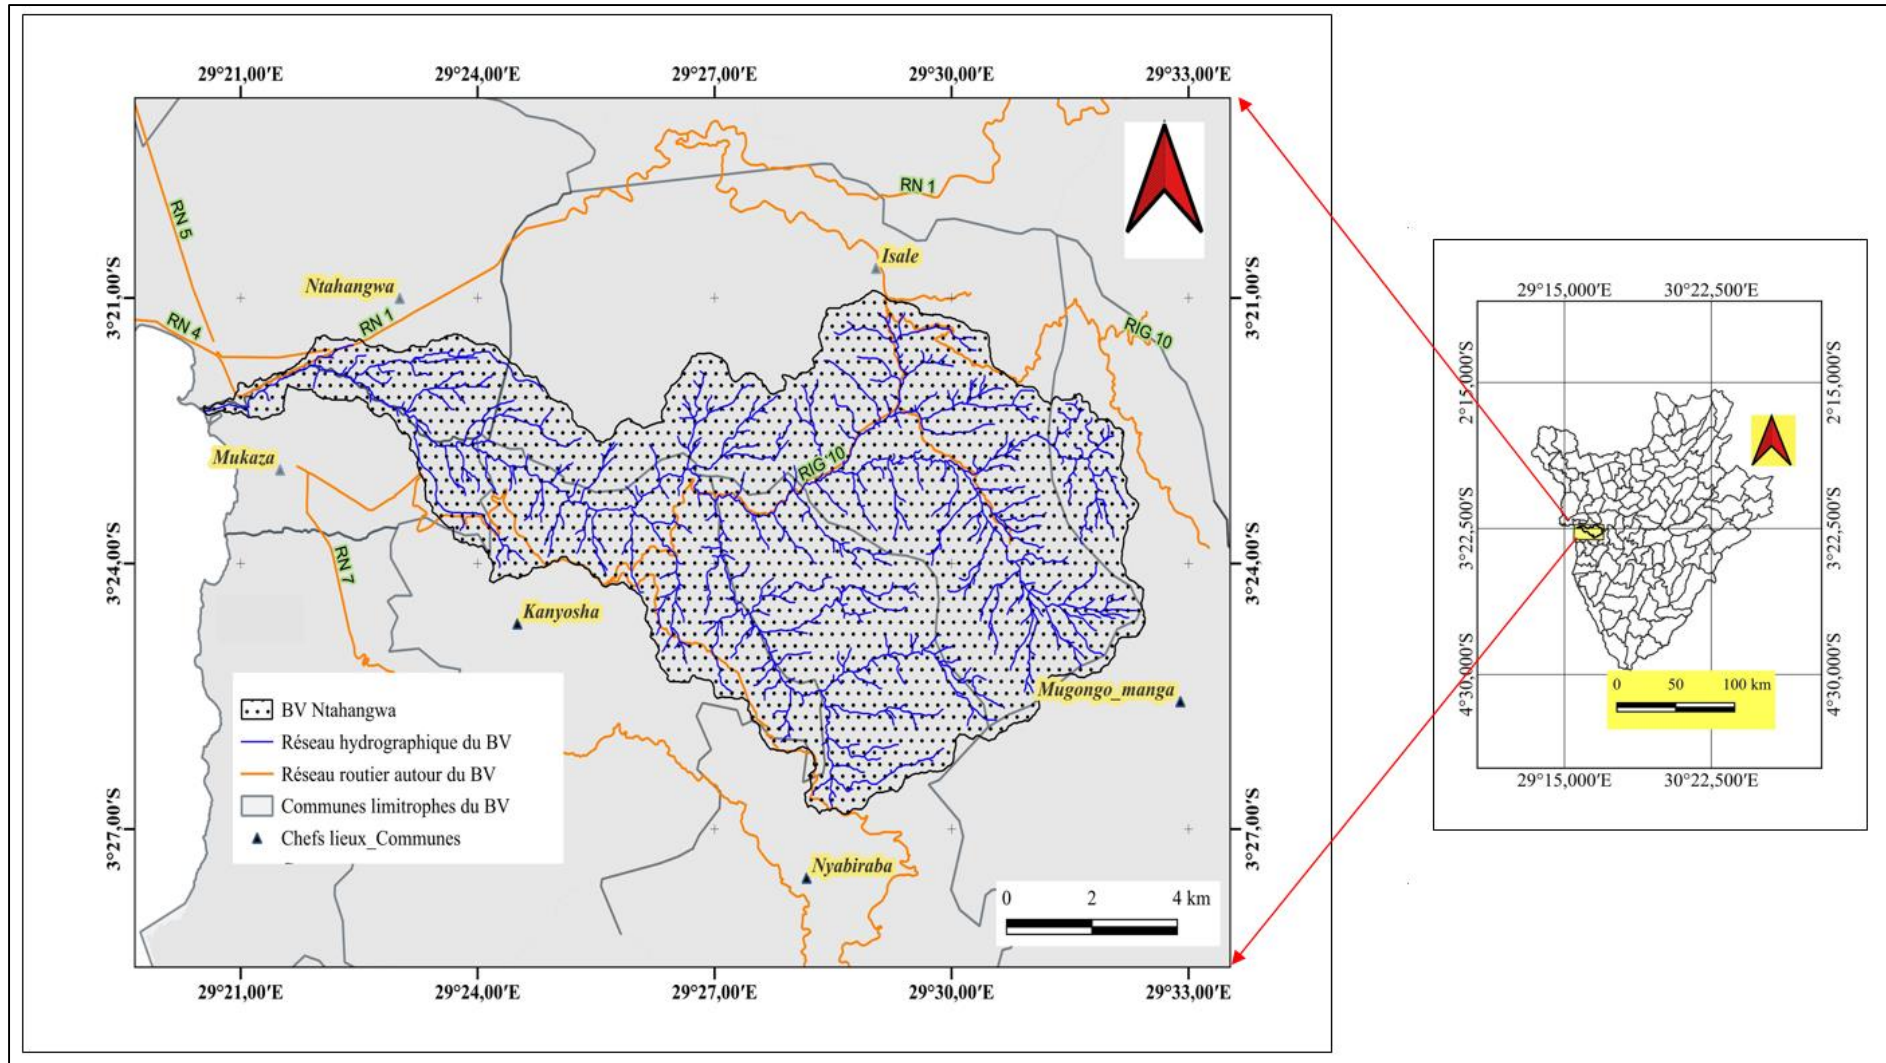 29°21,00′E 29°24,00′E 29°27,00′E 29°30,00′E 29°33,00′E
RN 1
RN 5
Isale
Ntahangwa
3°21,00′S
3°21,00′S
RN 4
RN 1
RIG 10
Mukaza
RIG 10
RN 7
3°24,00′S
3°24,00′S
Kanyosha
Mugongo_manga
BV Ntahangwa
Réseau hydrographique du BV
Réseau routier autour du BV
Communes limitrophes du BV
Chefs lieux_Communes
3°27,00′S
3°27,00′S
Nyabiraba
0 2 4 km
29°21,00′E 29°24,00′E 29°27,00′E 29°30,00′E 29°33,00′E
29°15,000′E 30°22,500′E
2°15,000′S
2°15,000′S
3°22,500′S
3°22,500′S
4°30,000′S
4°30,000′S
0 50 100 km
29°15,000′E 30°22,500′E